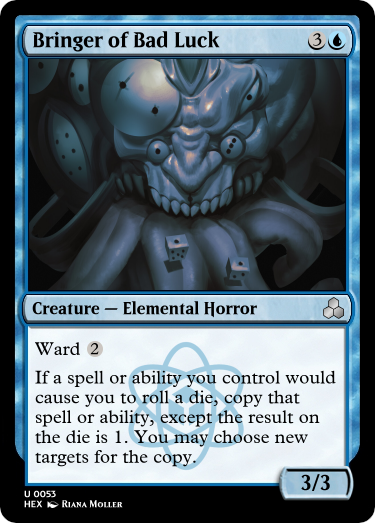 Bringer of Bad Luck 3
Creature — Elemental Horror
Ward 2
If a spell or ability you control would
cause you to roll a die, copy that
spell or ability, except the result on
the die is 1. You may choose new
targets for the copy.
3/3
U 0053
HEX Riana Moller